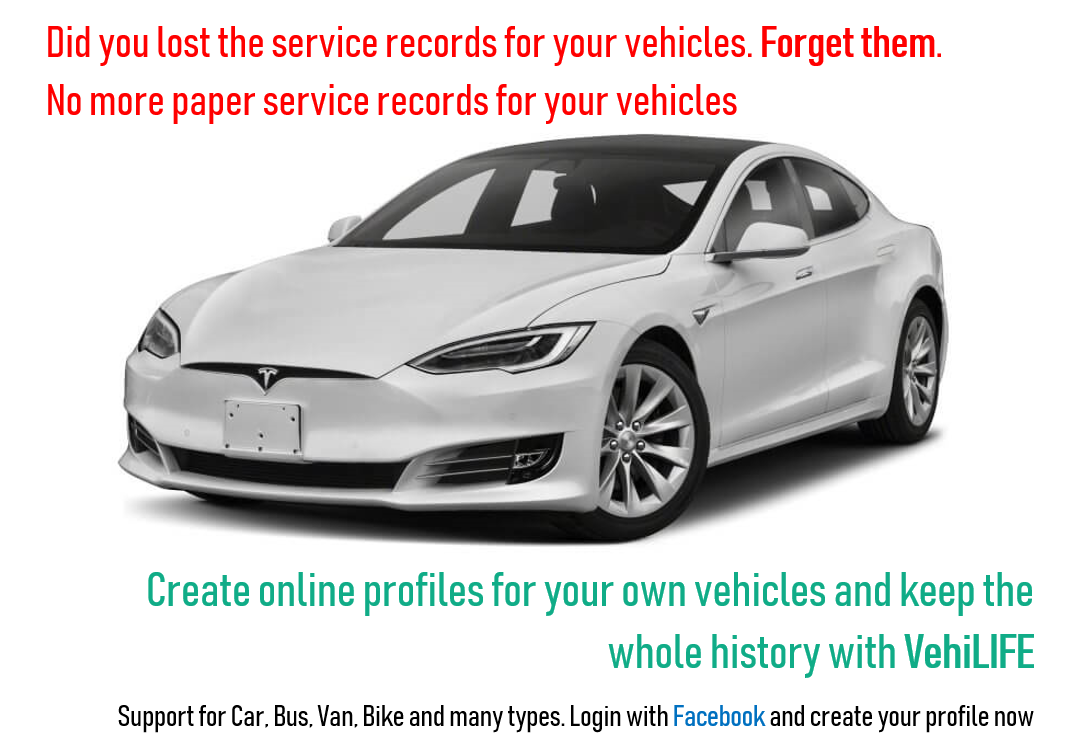 Did you lost the service records for your vehicles. Forget them.
No more paper service records for your vehicles
Create online profiles for your own vehicles and keep the
whole history with VehiLIFE
Support for Car, Bus, Van, Bike and many types. Login with Facebook and create your profile now